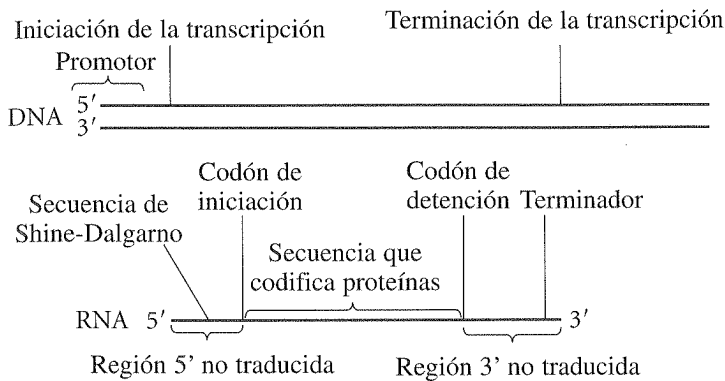 Iniciación de la transcripción
Terminación de la transcripción
Promotor
DNA
5'
3'
Codón de
iniciación
Codón de
detención
Terminador
Secuencia de
Shine-Dalgarno
Secuencia que
codifica proteínas
RNA 5'
3'
Región 5' no traducida
Región 3' no traducida